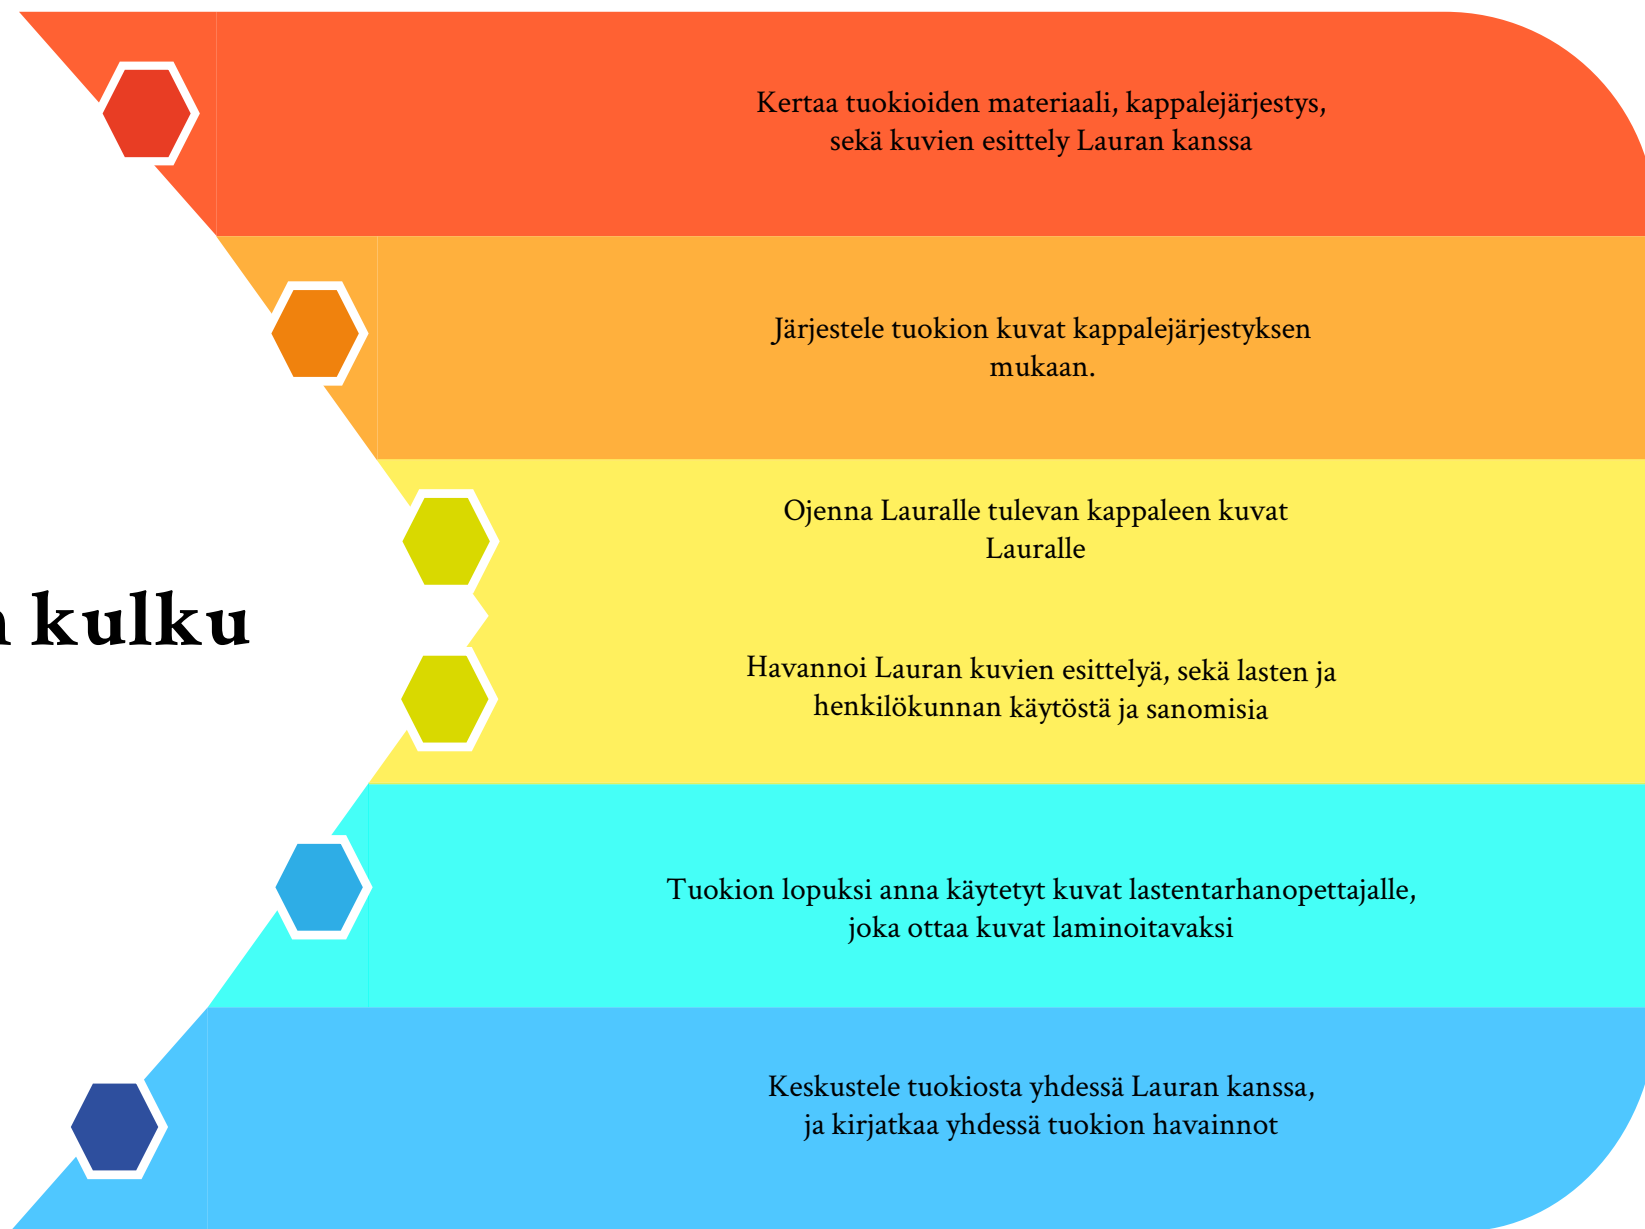 Kertaa tuokioiden materiaali, kappalejärjestys,
sekä kuvien esittely Lauran kanssa
Järjestele tuokion kuvat kappalejärjestyksen
mukaan.
Ojenna Lauralle tulevan kappaleen kuvat
Lauralle
kulku
Havannoi Lauran kuvien esittelyä, sekä lasten ja
henkilökunnan käytöstä ja sanomisia
Tuokion lopuksi anna käytetyt kuvat lastentarhanopettajalle,
joka ottaa kuvat laminoitavaksi
Keskustele tuokiosta yhdessä Lauran kanssa,
ja kirjatkaa yhdessä tuokion havainnot